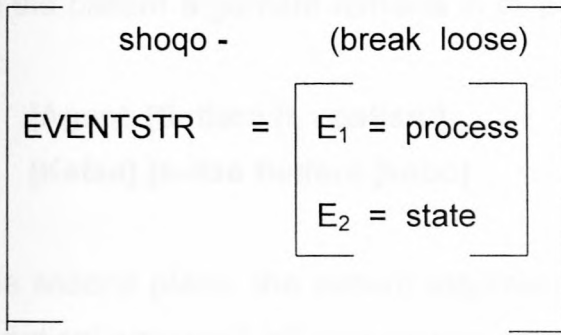 shoqo - (break loose)
EVENTSTR = E₁ = process
E₂ = state